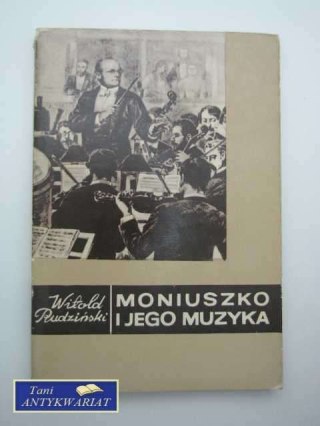 Witold
Rudziński
MONIUSZKO
I JEGO MUZYKA
Tani
ANTYKWARIAT